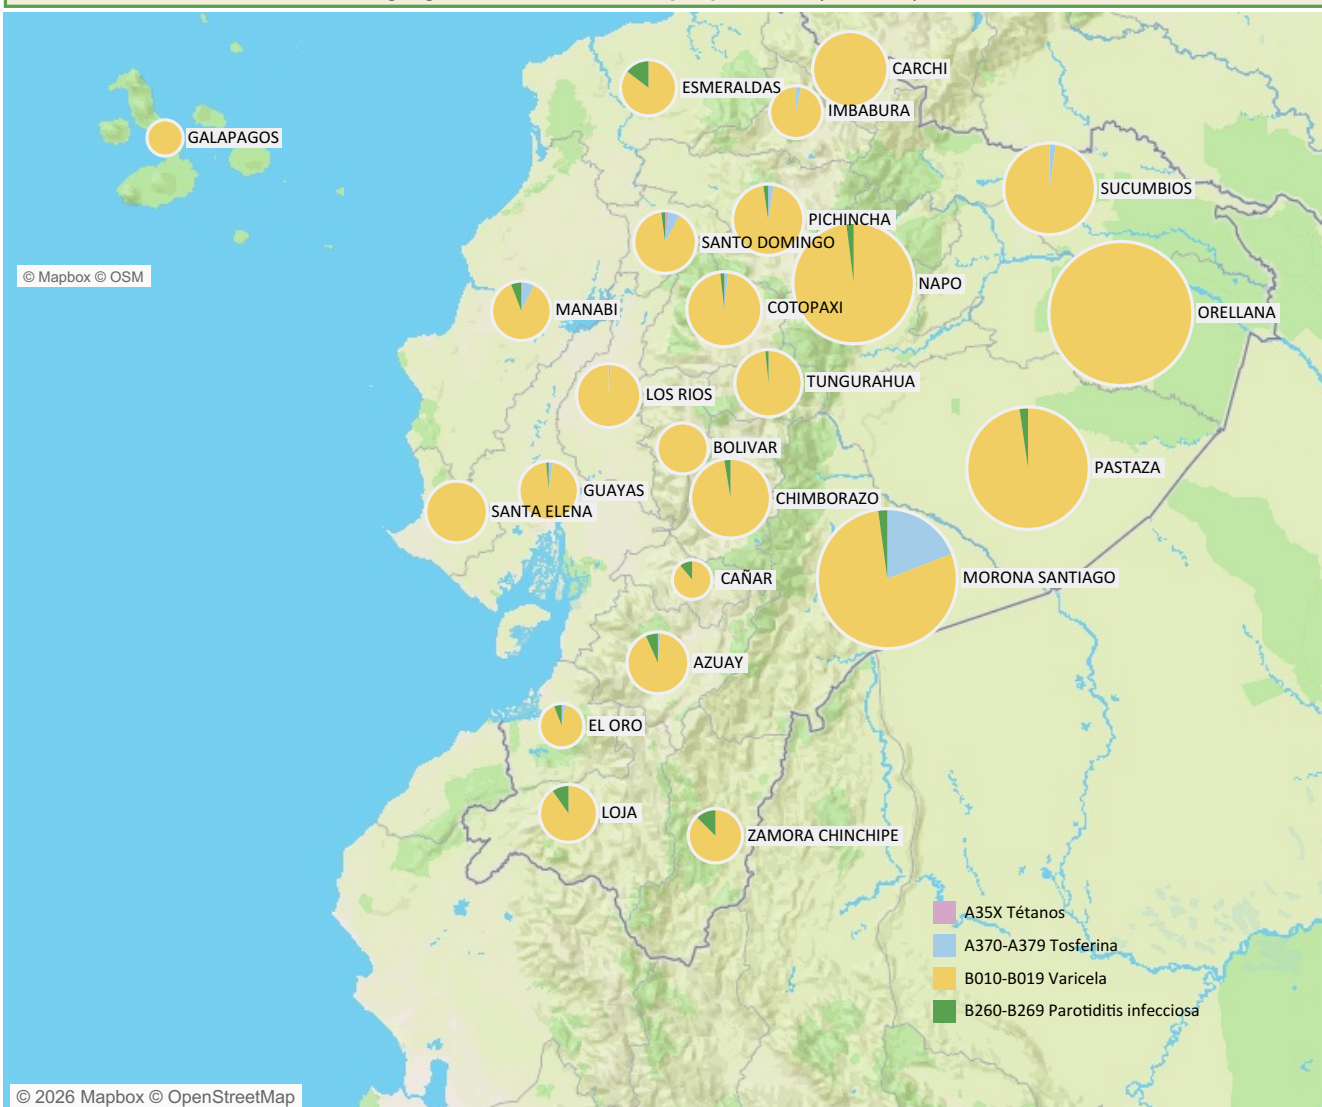 CARCHI
ESMERALDAS
IMBABURA
GALAPAGOS
SUCUMBIOS
PICHINCHA
SANTO DOMINGO
© Mapbox © OSM
NAPO
MANABI
COTOPAXI
ORELLANA
TUNGURAHUA
LOS RIOS
BOLIVAR
PASTAZA
GUAYAS
CHIMBORAZO
SANTA ELENA
CAÑAR
MORONA SANTIAGO
AZUAY
EL ORO
LOJA
ZAMORA CHINCHIPE
A35X Tétanos
A370-A379 Tosferina
B010-B019 Varicela
B260-B269 Parotiditis infecciosa
© 2026 Mapbox © OpenStreetMap